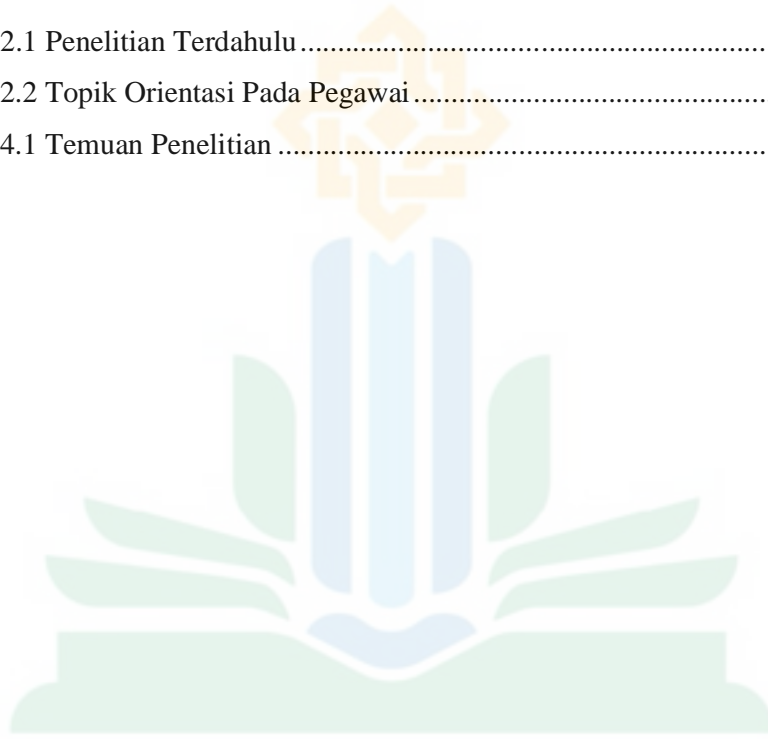 2.1 Penelitian Terdahulu................................................................
2.2 Topik Orientasi Pada Pegawai................................................
4.1 Temuan Penelitian ..................................................................